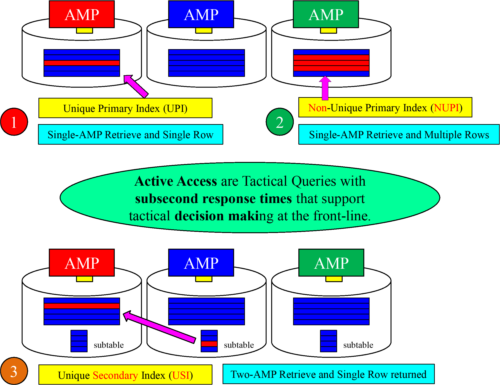 AMP
AMP
AMP
1
Unique Primary Index (UPI)
Single-AMP Retrieve and Single Row
2
Non-Unique Primary Index (NUPI)
Single-AMP Retrieve and Multiple Rows
Active Access are Tactical Queries with
subsecond response times that support
tactical decision making at the front-line.
AMP
AMP
AMP
subtable
subtable
subtable
3
Unique Secondary Index (USI)
Two-AMP Retrieve and Single Row returned